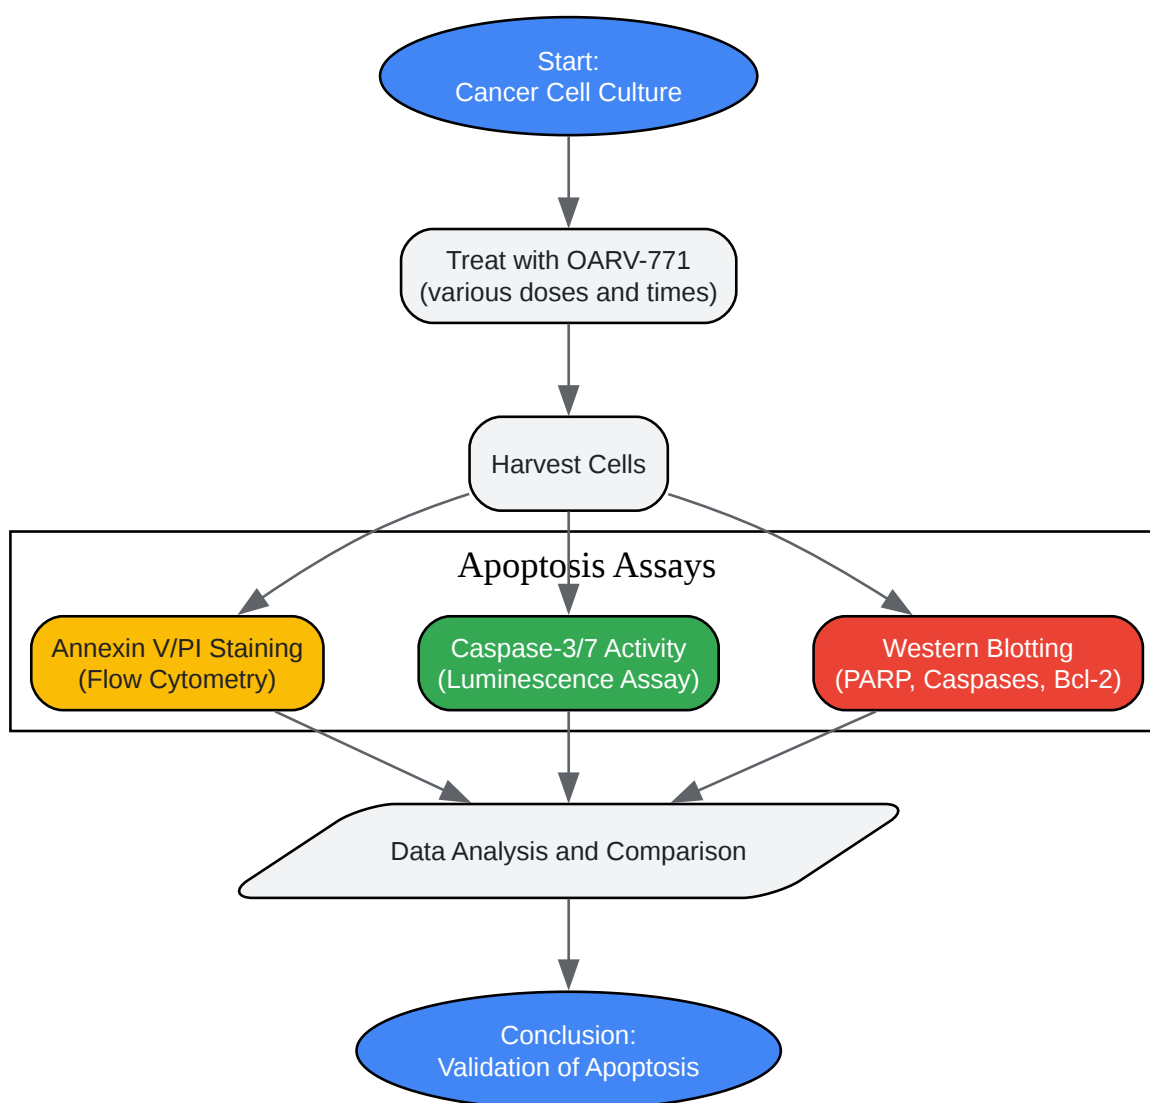 Start:
Cancer Cell Culture
Treat with OARV-771
(various doses and times)
Harvest Cells
Apoptosis Assays
Annexin V/PI Staining
(Flow Cytometry)
Caspase-3/7 Activity
(Luminescence Assay)
Western Blotting
(PARP, Caspases, Bcl-2)
Data Analysis and Comparison
Conclusion:
Validation of Apoptosis